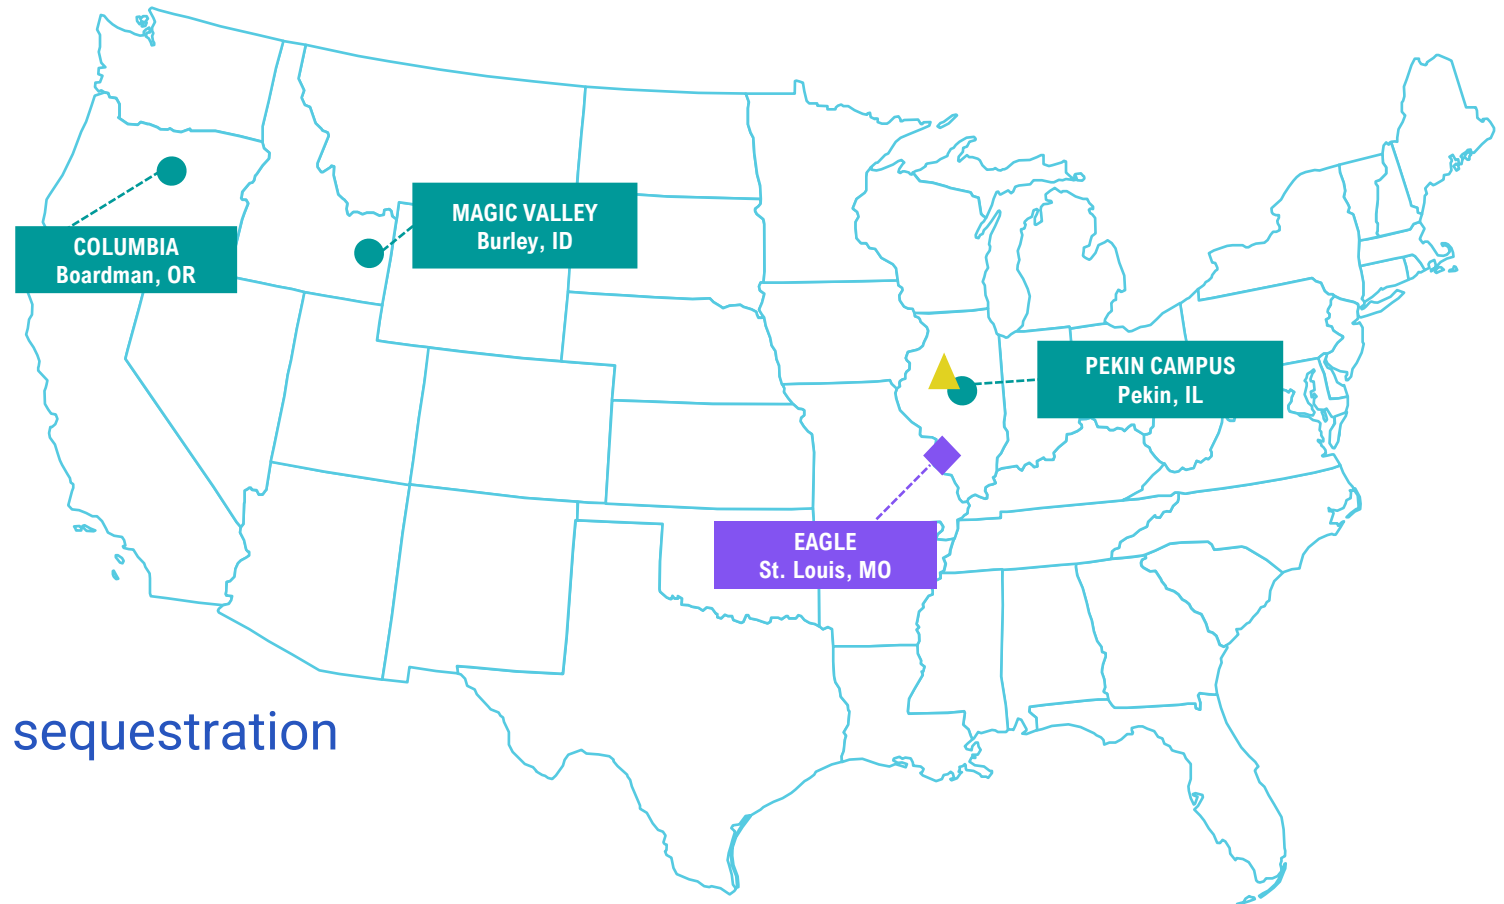 MAGIC VALLEY
Burley, ID
COLUMBIA
Boardman, OR
PEKIN CAMPUS
Pekin, IL
EAGLE
St. Louis, MO
sequestration